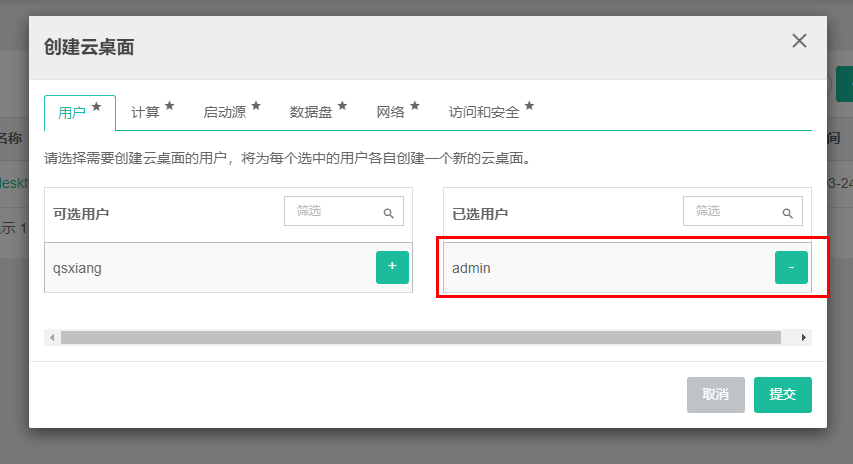 创建云桌面
用户 计算 启动源 数据盘 网络 访问和安全
名称
间
请选择需要创建云桌面的用户，将为每个选中的用户各自创建一个新的云桌面。
deskt
3-24
可选用户 筛选
已选用户 筛选
示 1
qsxiang +
admin -
取消 提交